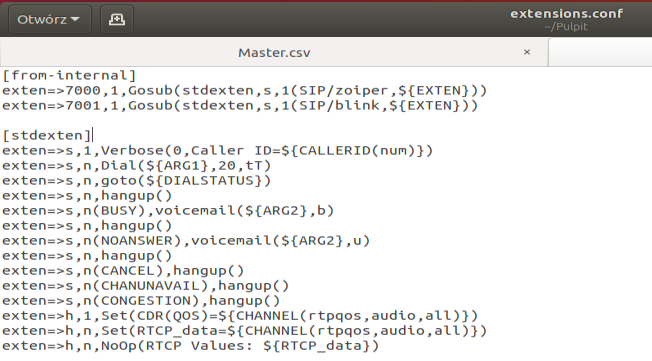 Otwórz
extensions.conf
~/Pulpit
Master.csv ×
[from-internal]
exten=>7000,1,Gosub(stdexten,s,1(SIP/zoiper,${EXTEN}))
exten=>7001,1,Gosub(stdexten,s,1(SIP/blink,${EXTEN}))
[stdexten]
exten=>s,1,Verbose(0,Caller ID=${CALLERID(num)})
exten=>s,n,Dial(${ARG1},20,tT)
exten=>s,n,goto(${DIALSTATUS})
exten=>s,n,hangup()
exten=>s,n(BUSY),voicemail(${ARG2},b)
exten=>s,n,hangup()
exten=>s,n(NOANSWER),voicemail(${ARG2},u)
exten=>s,n,hangup()
exten=>s,n(CANCEL),hangup()
exten=>s,n(CHANUNAVAIL),hangup()
exten=>s,n(CONGESTION),hangup()
exten=>h,1,Set(CDR(QOS)=${CHANNEL(rtpqos,audio,all)})
exten=>h,n,Set(RTCP_data=${CHANNEL(rtpqos,audio,all)})
exten=>h,n,NoOp(RTCP Values: ${RTCP_data})